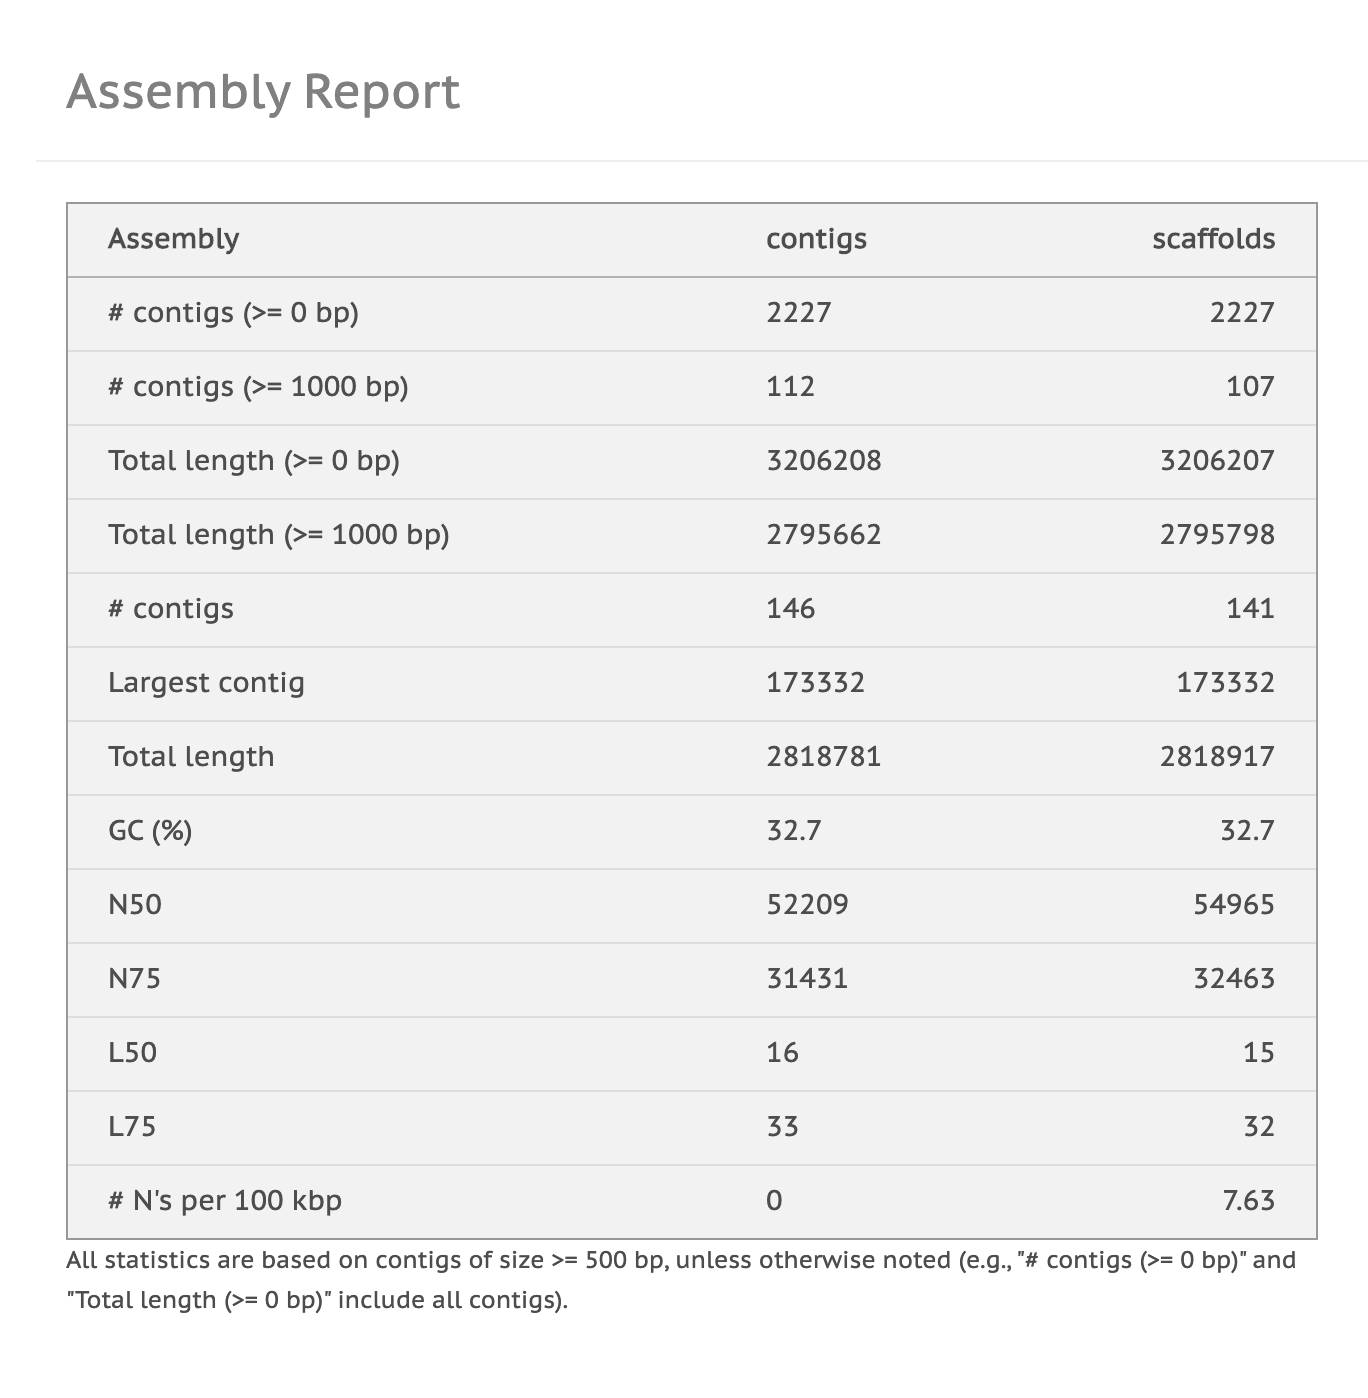 Assembly Report
Assembly contigs scaffolds
# contigs (>= 0 bp) 2227 2227
# contigs (>= 1000 bp) 112 107
Total length (>= 0 bp) 3206208 3206207
Total length (>= 1000 bp) 2795662 2795798
# contigs 146 141
Largest contig 173332 173332
Total length 2818781 2818917
GC (%) 32.7 32.7
N50 52209 54965
N75 31431 32463
L50 16 15
L75 33 32
# N's per 100 kbp 0 7.63
All statistics are based on contigs of size >= 500 bp, unless otherwise noted (e.g., "# contigs (>= 0 bp)" and
"Total length (>= 0 bp)" include all contigs).